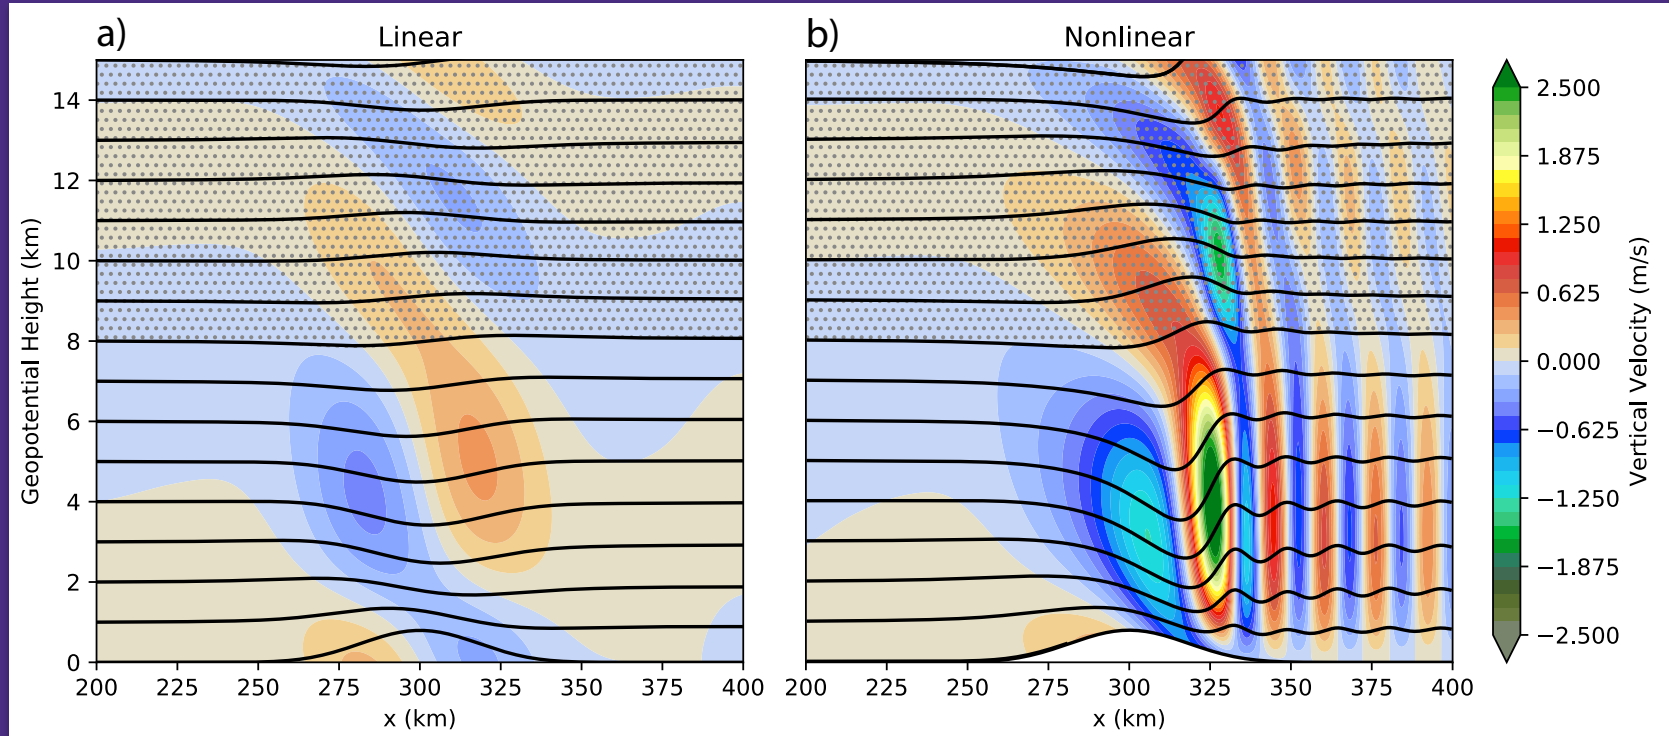 a)
Linear
b)
Nonlinear
Geopotential Height (km)
14
12
10
8
6
4
2
0
200 225 250 275 300 325 350 375 400
x (km)
200 225 250 275 300 325 350 375 400
x (km)
2.500
1.875
1.250
0.625
0.000
−0.625
−1.250
−1.875
−2.500
Vertical Velocity (m/s)